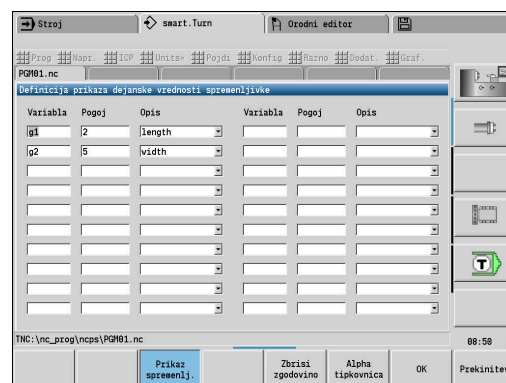 Stroj smart.Turn Orodni editor
Prog Napr. ICP Units» Pojdi Konfig Razno Dodat. Graf.
PGM01.nc
Definicija prikaza dejanske vrednosti spremenljivke
Variabla Pogoj Opis Variabla Pogoj Opis
g1 2 length
g2 5 width
T
TNC:\nc_prog\ncps\PGM01.nc
08:50
Prikaz spremenlj. Zbrisi zgodovino Alpha tipkovnica OK Prekinitev